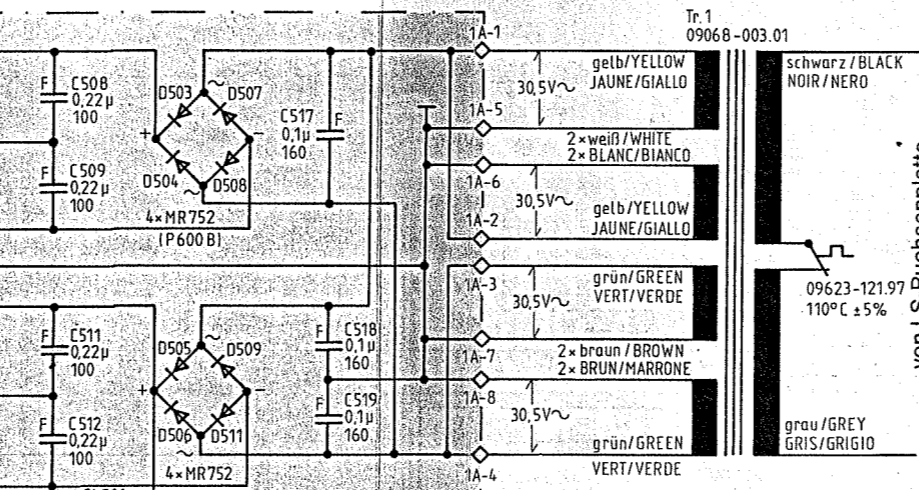 Tr.1
09068-003.01
1A-1
gelb/YELLOW
JAUNE/GIALLO
30,5V~
schwarz/BLACK
NOIR/NERO
F C508
0,22µ
100
D503
D507
~
C517 F
0,1µ
160
1A-5
2×weiß/WHITE
2×BLANC/BIANCO
+
-
F C509
0,22µ
100
D504
D508
~
4×MR752
(P600B)
1A-6
30,5V~
gelb/YELLOW
JAUNE/GIALLO
1A-2
1A-3
grün/GREEN
VERT/VERDE
30,5V~
09623-121.97
110°C ±5%
F C511
0,22µ
100
D505
D509
~
F C518
0,1µ
160
1A-7
2×braun/BROWN
2×BRUN/MARRONE
+
-
1A-8
F C512
0,22µ
100
D506
D511
~
4×MR752
F C519
0,1µ
160
30,5V~
grün/GREEN
VERT/VERDE
1A-4
grau/GREY
GRIS/GRIGIO